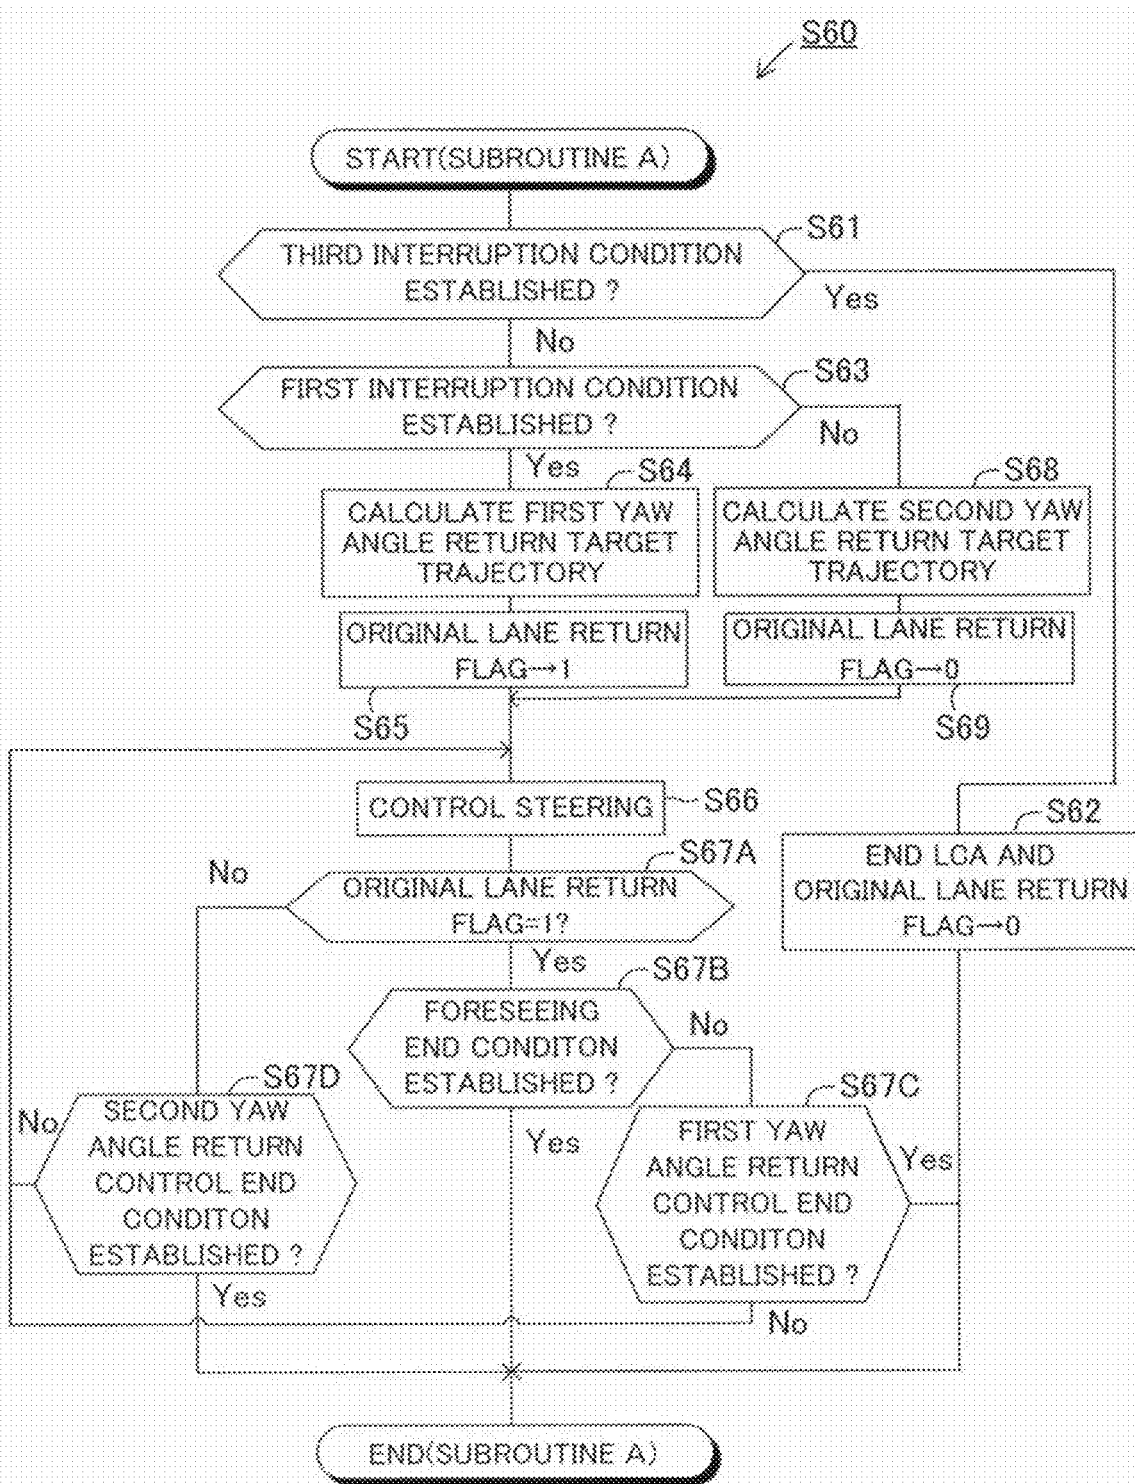 S60
START(SUBROUTINE A)
S61
THIRD INTERRUPTION CONDITION
ESTABLISHED ?
Yes
No
S63
FIRST INTERRUPTION CONDITION
ESTABLISHED ?
No
Yes
S64
S68
CALCULATE FIRST YAW
ANGLE RETURN TARGET
TRAJECTORY
CALCULATE SECOND YAW
ANGLE RETURN TARGET
TRAJECTORY
ORIGINAL LANE RETURN
FLAG→1
ORIGINAL LANE RETURN
FLAG→0
S65
S69
CONTROL STEERING
S66
S62
END LCA AND
ORIGINAL LANE RETURN
FLAG→0
S67A
No
ORIGINAL LANE RETURN
FLAG=1?
Yes
S67B
FORESEEING
END CONDITON
ESTABLISHED ?
No
Yes
S67D
No
SECOND YAW
ANGLE RETURN
CONTROL END
CONDITON
ESTABLISHED ?
Yes
S67C
FIRST YAW
ANGLE RETURN
CONTROL END
CONDITON
ESTABLISHED ?
Yes
No
END(SUBROUTINE A)